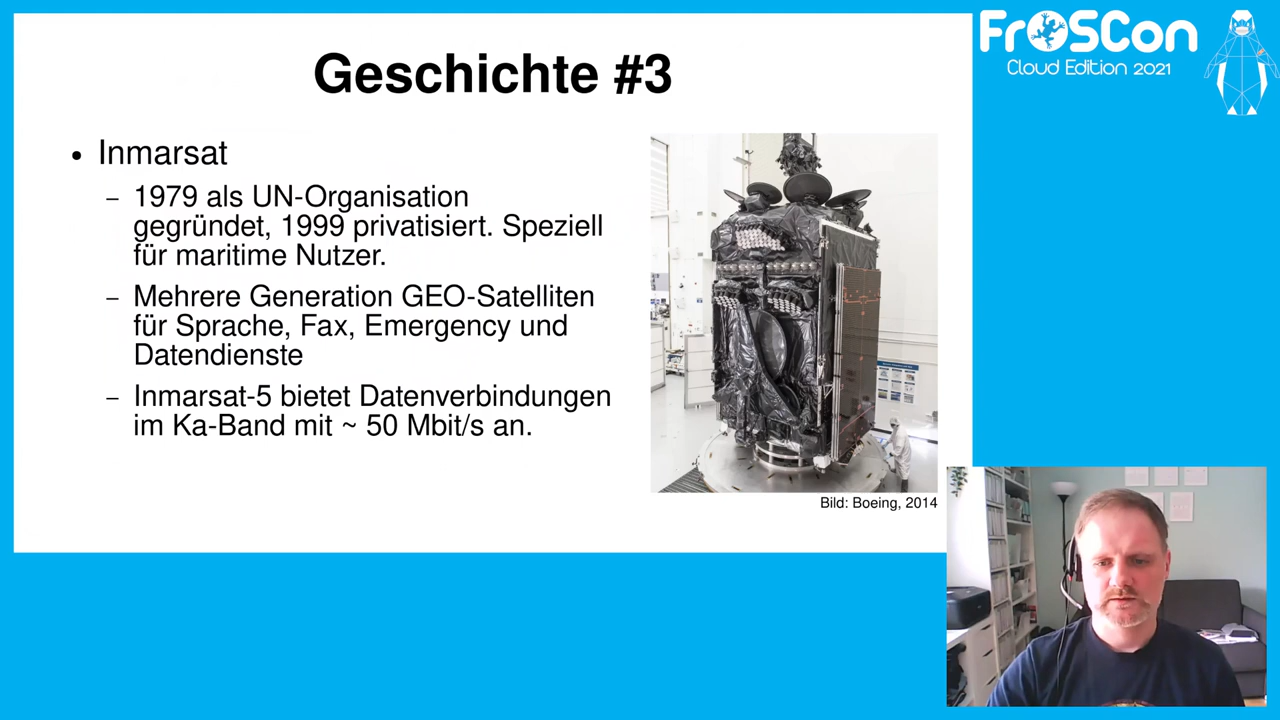 Geschichte #3
FrOSCon
Cloud Edition 2021
• Inmarsat
– 1979 als UN-Organisation
gegründet, 1999 privatisiert. Speziell
für maritime Nutzer.
– Mehrere Generation GEO-Satelliten
für Sprache, Fax, Emergency und
Datendienste
– Inmarsat-5 bietet Datenverbindungen
im Ka-Band mit ~ 50 Mbit/s an.
Bild: Boeing, 2014